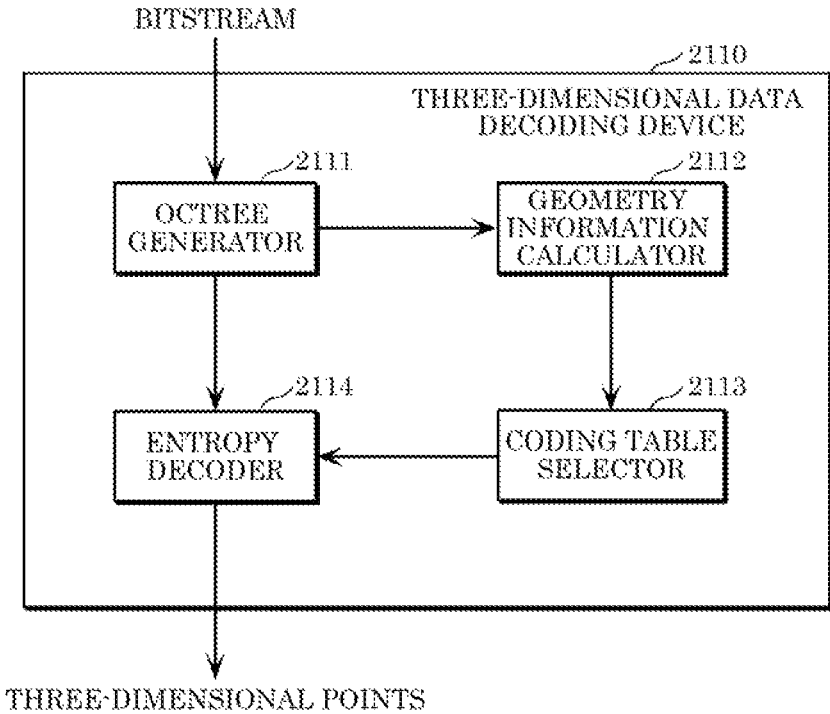 BITSTREAM
2110
THREE-DIMENSIONAL DATA
DECODING DEVICE
2111
OCTREE
GENERATOR
2112
GEOMETRY
INFORMATION
CALCULATOR
2114
ENTROPY
DECODER
2113
CODING TABLE
SELECTOR
THREE-DIMENSIONAL POINTS